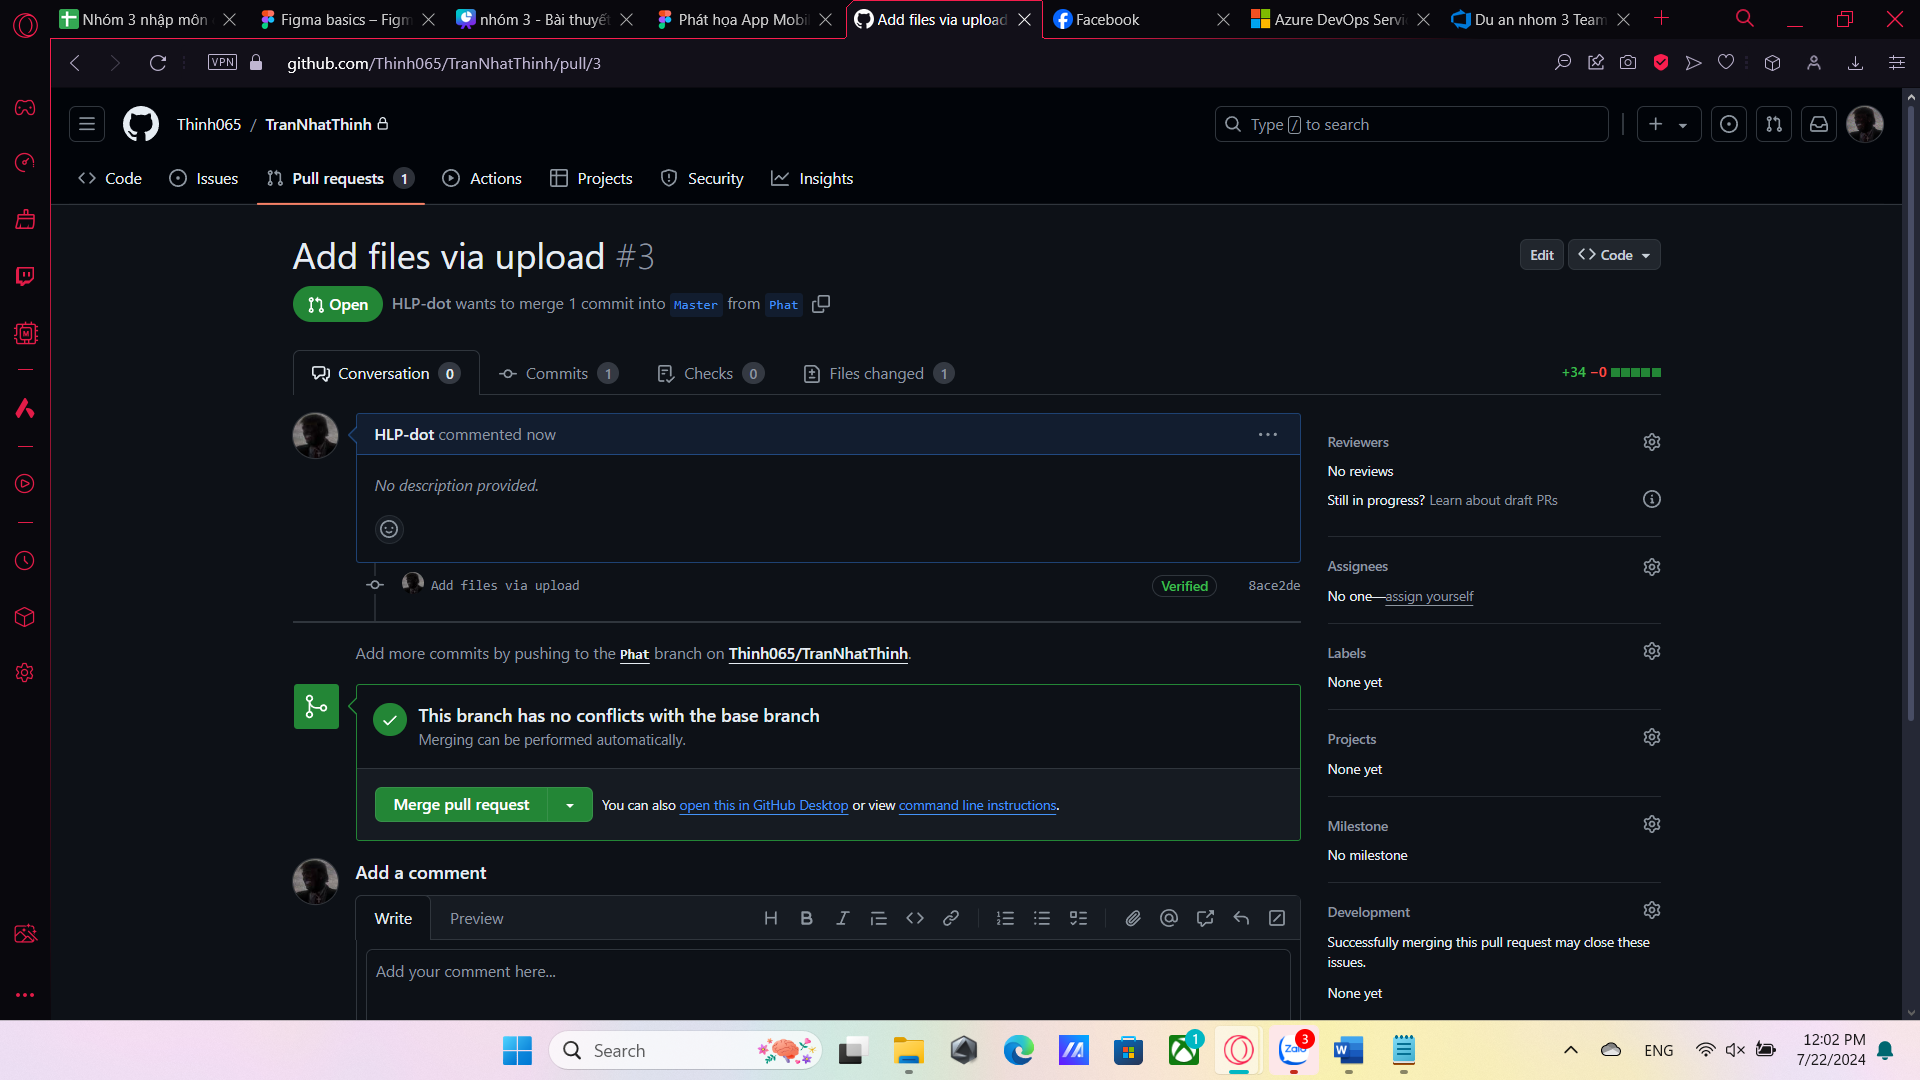 Nhóm 3 nhập môn
Figma basics – Figm
nhóm 3 - Bài thuyết
Phát họa App Mobil
Add files via upload
Facebook
Azure DevOps Servi
Du an nhom 3 Team
VPN
github.com/Thinh065/TranNhatThinh/pull/3
Thinh065 / TranNhatThinh
Type / to search
Code
Issues
Pull requests 1
Actions
Projects
Security
Insights
Add files via upload #3
Edit
Code
Open
HLP-dot wants to merge 1 commit into Master from Phat
Conversation 0
Commits 1
Checks 0
Files changed 1
+34 −0
HLP-dot commented now
No description provided.
Add files via upload
Verified
8ace2de
Add more commits by pushing to the Phat branch on Thinh065/TranNhatThinh.
This branch has no conflicts with the base branch
Merging can be performed automatically.
Merge pull request
You can also open this in GitHub Desktop or view command line instructions.
Add a comment
Write
Preview
Add your comment here...
Reviewers
No reviews
Still in progress? Learn about draft PRs
Assignees
No one—assign yourself
Labels
None yet
Projects
None yet
Milestone
No milestone
Development
Successfully merging this pull request may close these
issues.
None yet
Search
1
Zalo
3
W
ENG
12:02 PM
7/22/2024